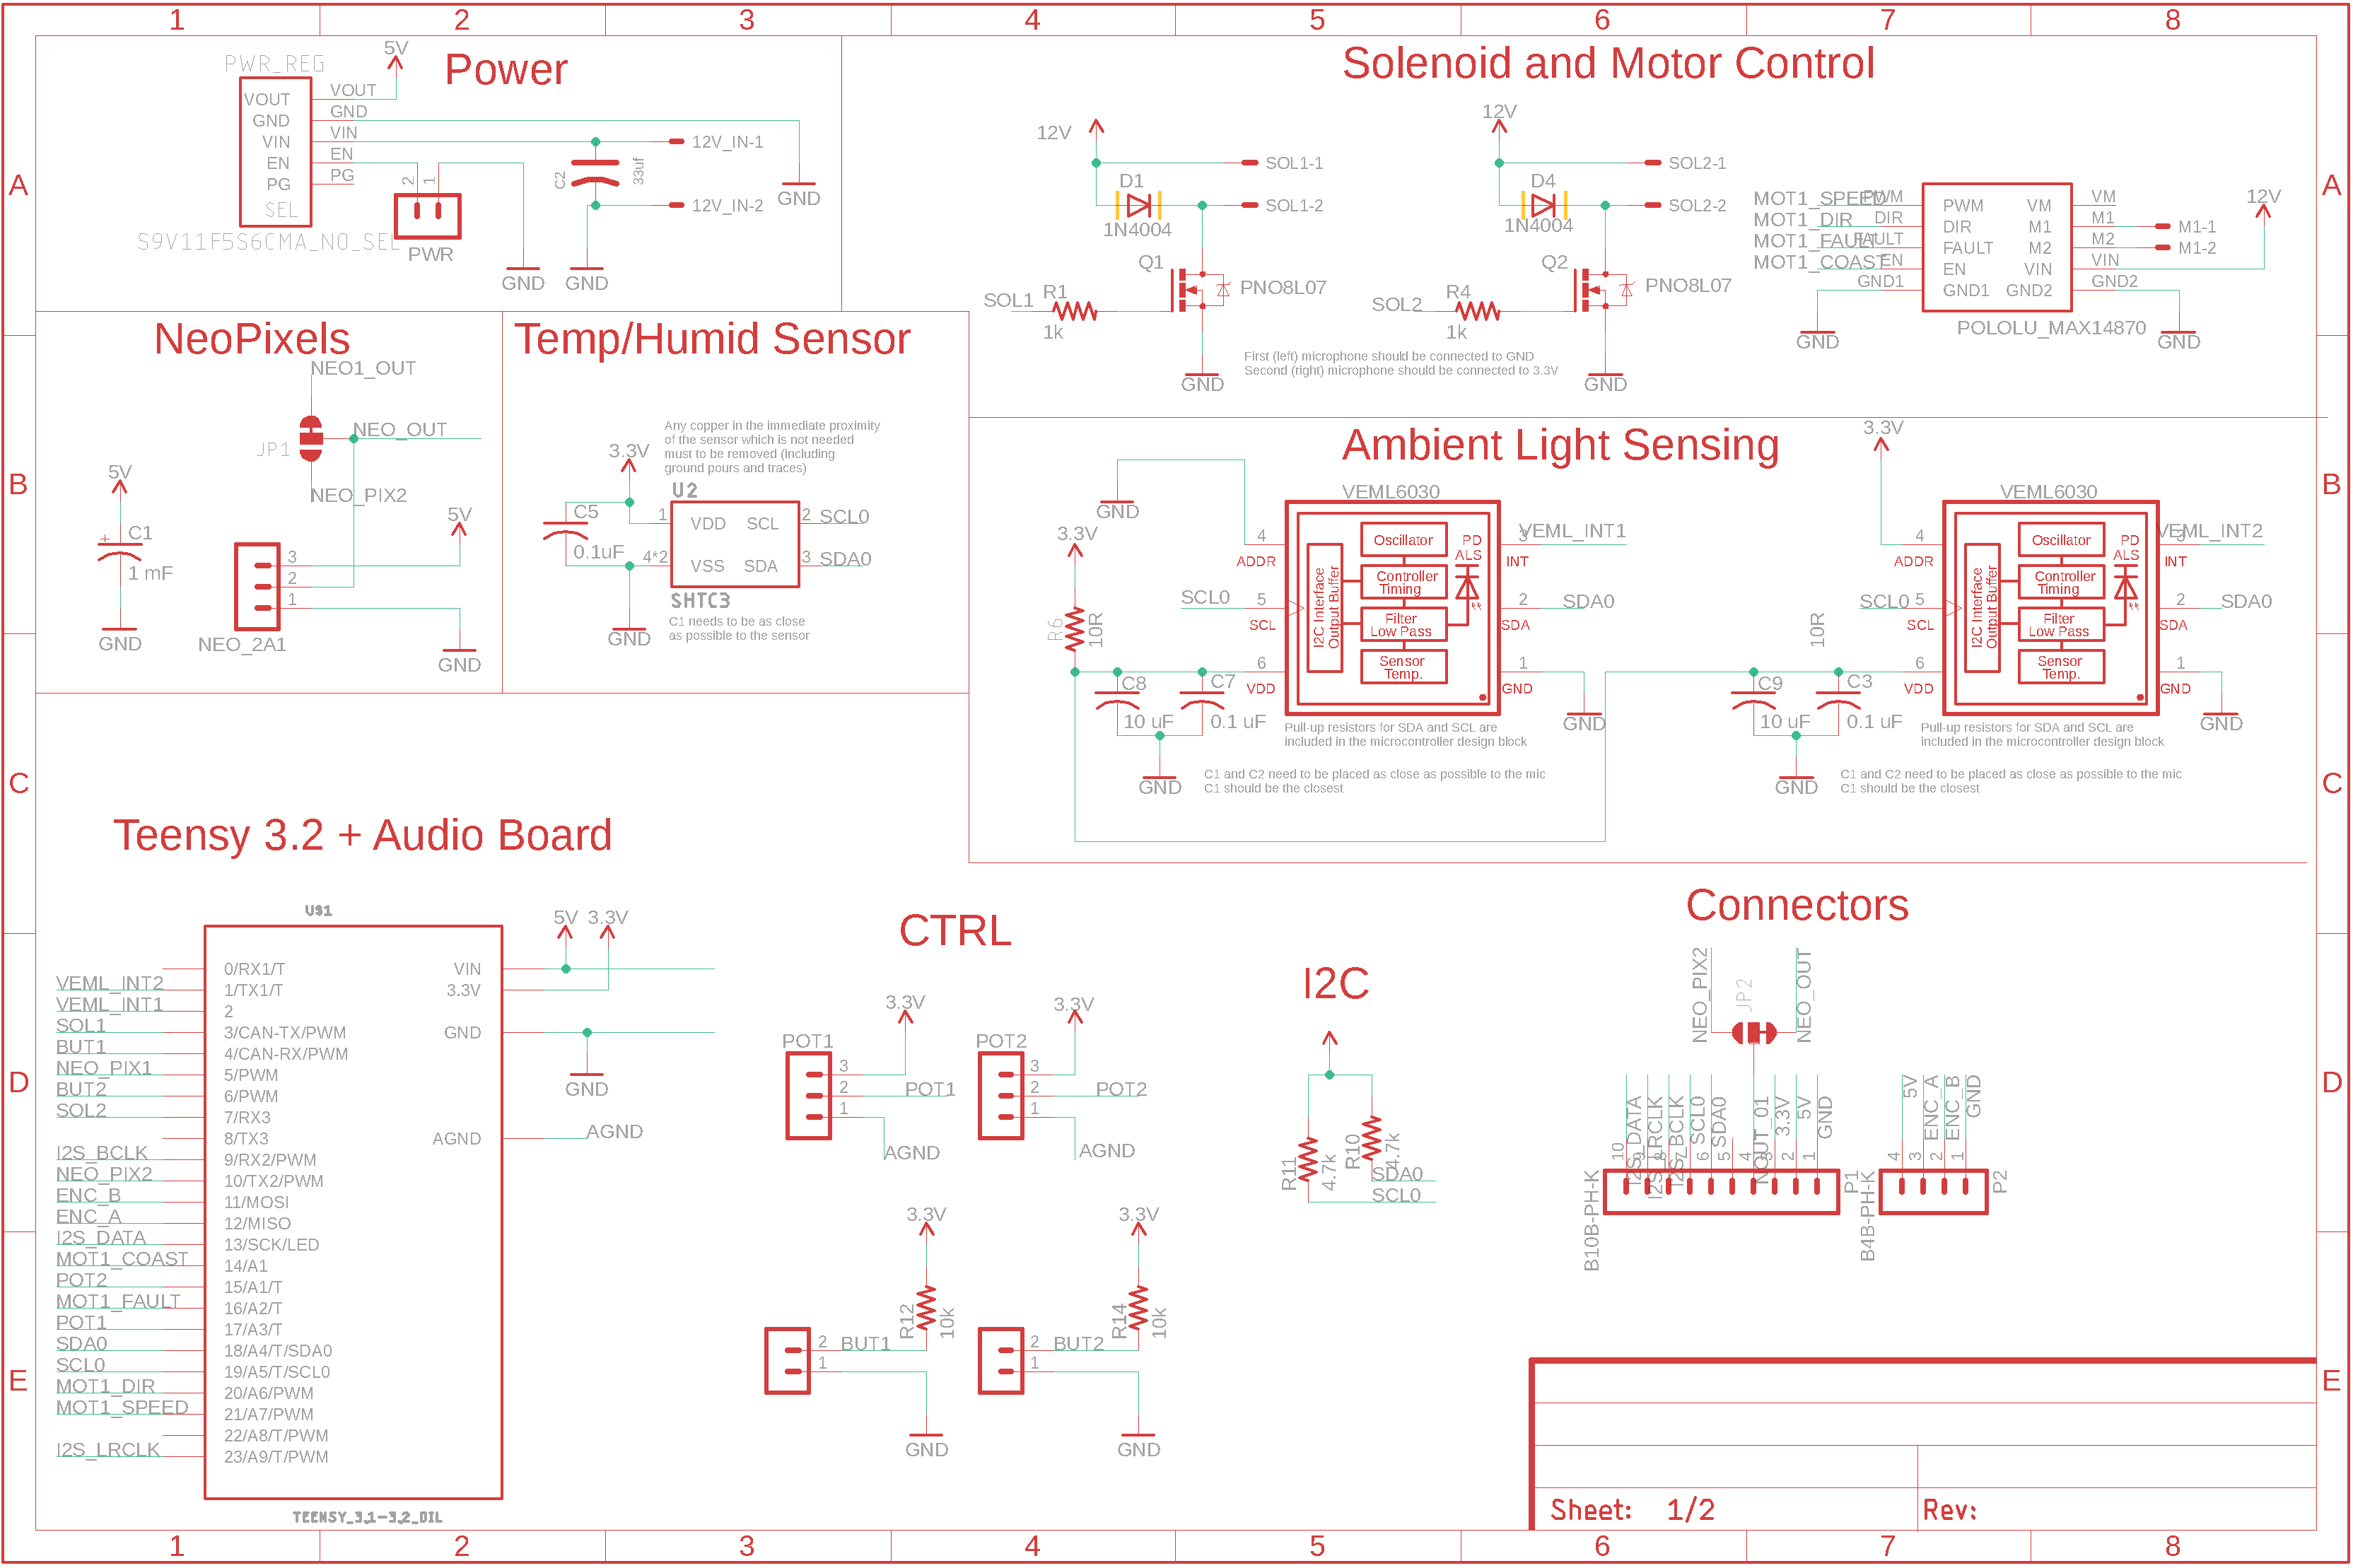 1 2 3 4 5 6 7 8
A A
B B
C C
D D
E E
Power
PWR_REG
5V
VOUT VOUT
GND GND
VIN VIN
EN EN
PG PG
SEL
S9V11F5S6CMA_NO_SEL
2 1
PWR
C2
33uf
12V_IN-1
12V_IN-2
GND
GND
GND
Solenoid and Motor Control
12V
SOL1-1
D1
SOL1-2
1N4004
Q1
PNO8L07
SOL1
R1
1k
GND
12V
SOL2-1
D4
SOL2-2
1N4004
Q2
PNO8L07
SOL2
R4
1k
GND
First (left) microphone should be connected to GND
Second (right) microphone should be connected to 3.3V
MOT1_SPEED PWM PWM VM VM
MOT1_DIR DIR DIR M1 M1 M1-1
MOT1_FAULT FAULT FAULT M2 M2 M1-2
MOT1_COAST EN EN VIN VIN
GND1 GND1 GND2 GND2
12V
POLOLU_MAX14870
GND
GND
NeoPixels
NEO1_OUT
JP1
NEO_OUT
NEO_PIX2
5V
+
C1
1 mF
GND
5V
3
2
1
NEO_2A1
GND
Temp/Humid Sensor
Any copper in the immediate proximity
of the sensor which is not needed
must to be removed (including
ground pours and traces)
3.3V
U2
C5
0.1uF
1 VDD SCL 2 SCL0
4*2 VSS SDA 3 SDA0
SHTC3
C1 needs to be as close
as possible to the sensor
GND
Ambient Light Sensing
GND
3.3V
R6
10R
VEML6030
4
ADDR
SCL0 5
SCL
6
VDD
I2C Interface
Output Buffer
Oscillator
Controller
Timing
Filter
Low Pass
Sensor
Temp.
PD
ALS
3 VEML_INT1
INT
2 SDA0
SDA
1
GND
GND
C8
10 uF
C7
0.1 uF
GND
Pull-up resistors for SDA and SCL are
included in the microcontroller design block
C1 and C2 need to be placed as close as possible to the mic
C1 should be the closest
3.3V
10R
VEML6030
4
ADDR
SCL0 5
SCL
6
VDD
I2C Interface
Output Buffer
Oscillator
Controller
Timing
Filter
Low Pass
Sensor
Temp.
PD
ALS
3 VEML_INT2
INT
2 SDA0
SDA
1
GND
GND
C9
10 uF
C3
0.1 uF
GND
Pull-up resistors for SDA and SCL are
included in the microcontroller design block
C1 and C2 need to be placed as close as possible to the mic
C1 should be the closest
Teensy 3.2 + Audio Board
U$1
5V 3.3V
0/RX1/T VIN
VEML_INT2 1/TX1/T 3.3V
VEML_INT1 2
SOL1 3/CAN-TX/PWM GND
BUT1 4/CAN-RX/PWM
NEO_PIX1 5/PWM
BUT2 6/PWM
SOL2 7/RX3
8/TX3 AGND
I2S_BCLK 9/RX2/PWM
NEO_PIX2 10/TX2/PWM
ENC_B 11/MOSI
ENC_A 12/MISO
I2S_DATA 13/SCK/LED
MOT1_COAST 14/A1
POT2 15/A1/T
MOT1_FAULT 16/A2/T
POT1 17/A3/T
SDA0 18/A4/T/SDA0
SCL0 19/A5/T/SCL0
MOT1_DIR 20/A6/PWM
MOT1_SPEED 21/A7/PWM
22/A8/T/PWM
I2S_LRCLK 23/A9/T/PWM
GND
AGND
TEENSY_3.1-3.2_DIL
CTRL
3.3V
POT1
3
2 POT1
1
AGND
3.3V
POT2
3
2 POT2
1
AGND
3.3V
R12
10k
2 BUT1
1
GND
3.3V
R14
10k
2 BUT2
1
GND
I2C
R11
4.7k
R10
4.7k
SDA0
SCL0
Connectors
NEO_PIX2
JP2
NEO_OUT
I2S_DATA
I2S_LRCLK
I2S_BCLK
SCL0
SDA0
NOUT_01
3.3V
5V
GND
10 9 8 7 6 5 4 3 2 1
B10B-PH-K
P1
5V
ENC_A
ENC_B
GND
4 3 2 1
B4B-PH-K
P2
Sheet: 1/2
Rev:
1 2 3 4 5 6 7 8